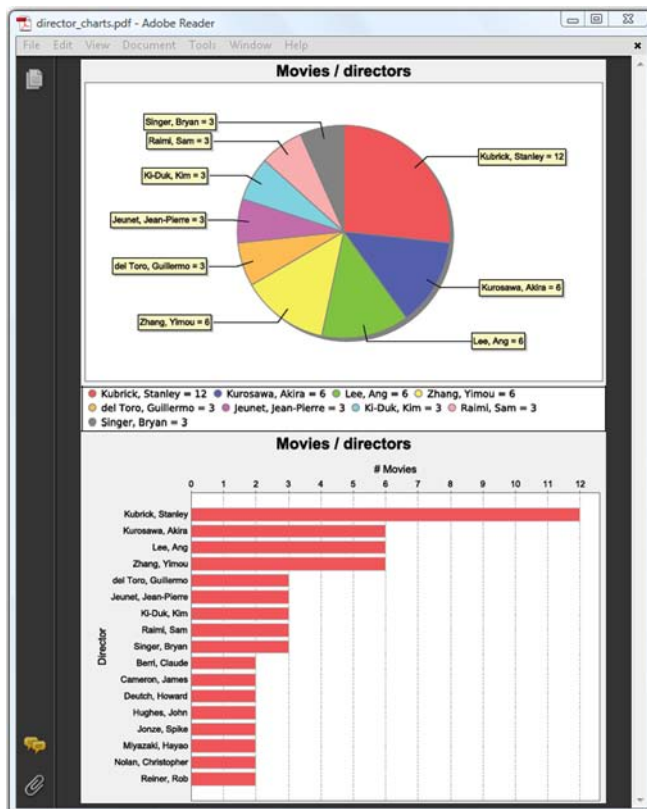 director_charts.pdf - Adobe Reader
File Edit View Document Tools Window Help
Movies / directors
Singer, Bryan = 3
Raimi, Sam = 3
Kubrick, Stanley = 12
Ki-Duk, Kim = 3
Jeunet, Jean-Pierre = 3
del Toro, Guillermo = 3
Kurosawa, Akira = 6
Zhang, Yimou = 6
Lee, Ang = 6
Kubrick, Stanley = 12 Kurosawa, Akira = 6 Lee, Ang = 6 Zhang, Yimou = 6
del Toro, Guillermo = 3 Jeunet, Jean-Pierre = 3 Ki-Duk, Kim = 3 Raimi, Sam = 3
Singer, Bryan = 3
Movies / directors
# Movies
0 1 2 3 4 5 6 7 8 9 10 11 12
Director
Kubrick, Stanley
Kurosawa, Akira
Lee, Ang
Zhang, Yimou
del Toro, Guillermo
Jeunet, Jean-Pierre
Ki-Duk, Kim
Raimi, Sam
Singer, Bryan
Berri, Claude
Cameron, James
Deutch, Howard
Hughes, John
Jonze, Spike
Miyazaki, Hayao
Nolan, Christopher
Reiner, Rob